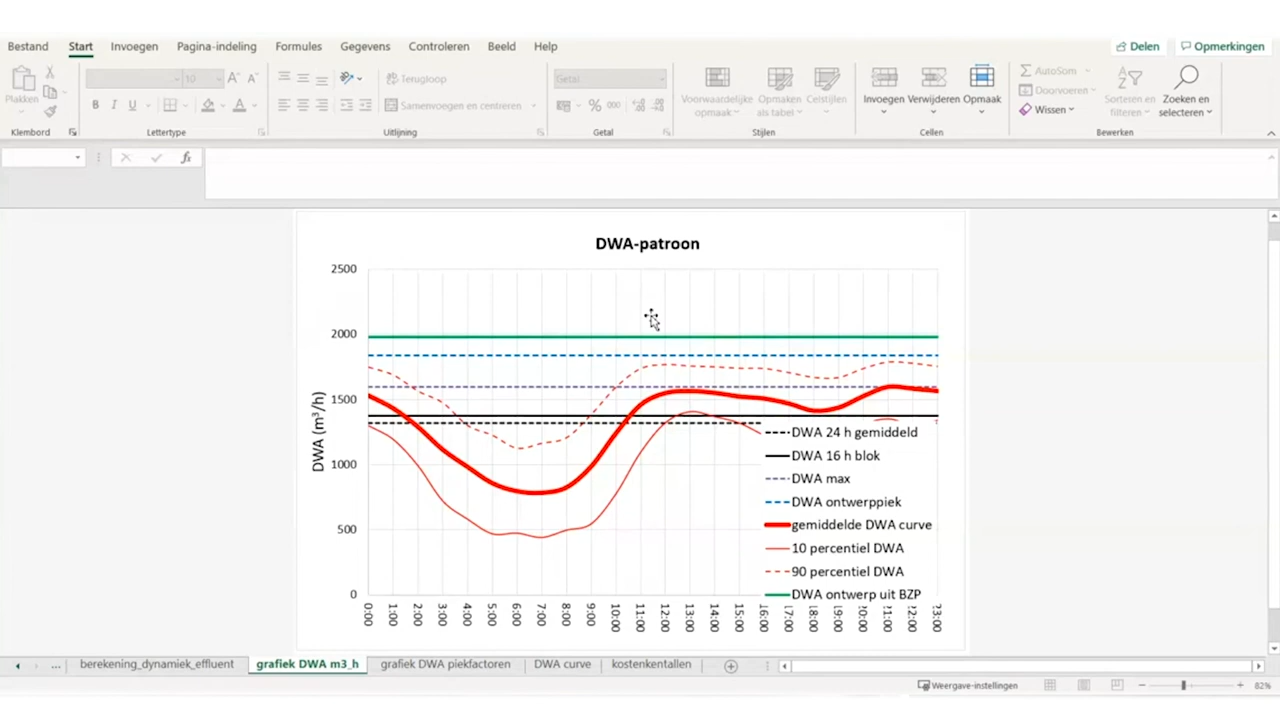 Bestand Start Invoegen Pagina-indeling Formules Gegevens Controleren Beeld Help Delen Opmerkingen
Plakken
10
Terugloop
Samenvoegen en centreren
Getal
% 000
Voorwaardelijke opmaak
Opmaken als tabel
Celstijlen
Invoegen Verwijderen Opmaak
AutoSom
Doorvoeren
Wissen
Sorteren en filteren
Zoeken en selecteren
Klembord Lettertype Uitlijning Getal Stijlen Cellen Bewerken
fx
DWA-patroon
2500
2000
1500
1000
500
0
DWA (m³/h)
DWA 24 h gemiddeld
DWA 16 h blok
DWA max
DWA ontwerppiek
gemiddelde DWA curve
10 percentiel DWA
90 percentiel DWA
DWA ontwerp uit BZP
0:00 1:00 2:00 3:00 4:00 5:00 6:00 7:00 8:00 9:00 10:00 11:00 12:00 13:00 14:00 15:00 16:00 17:00 18:00 19:00 20:00 21:00 22:00 23:00
... berekening_dynamiek_effluent grafiek DWA m3_h grafiek DWA piekfactoren DWA curve kostenkentallen
Weergave-instellingen 82%